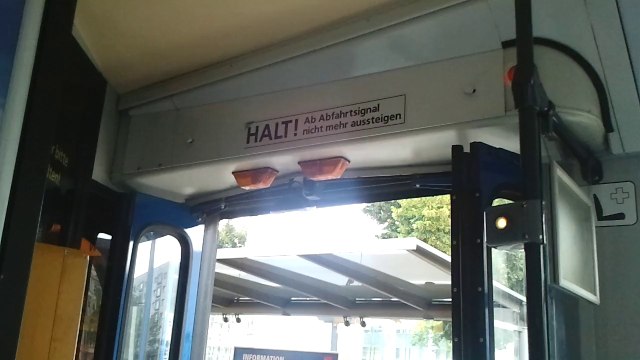 HALT! Ab Abfahrtsignal
nicht mehr aussteigen
INFORMATION